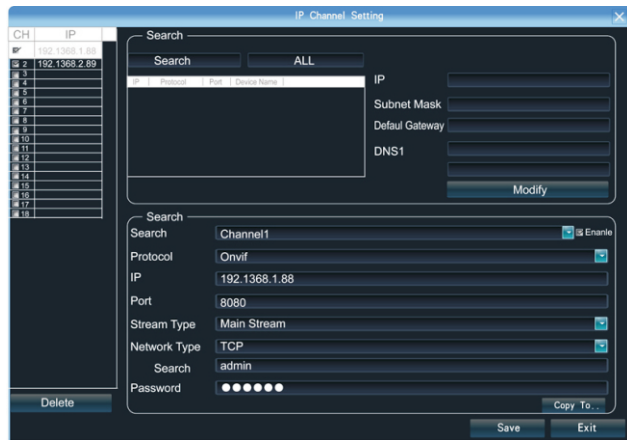 IP Channel Setting
CH IP
192.1368.1.88
2 192.1368.2.89
3
4
5
6
7
8
9
10
11
12
13
14
15
16
17
18
Delete
Search
Search ALL
IP Protocol Port Device Name
IP
Subnet Mask
Defaul Gateway
DNS1
Modify
Search
Search Channel1 Enanle
Protocol Onvif
IP 192.1368.1.88
Port 8080
Stream Type Main Stream
Network Type TCP
Search admin
Password ●●●●●●
Copy To..
Save Exit